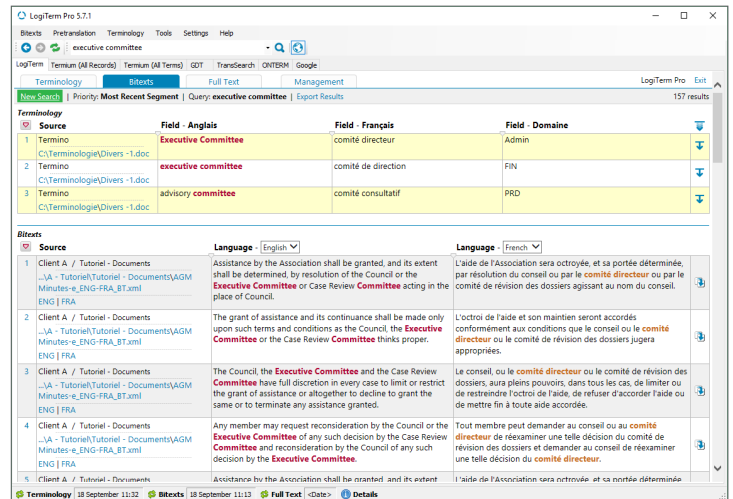 LogiTerm Pro 5.7.1
Bitexts Pretranslation Terminology Tools Settings Help
executive committee
LogiTerm Termium (All Records) Termium (All Terms) GDT TransSearch ONTERM Google
Terminology Bitexts Full Text Management LogiTerm Pro Exit
New Search | Priority: Most Recent Segment | Query: executive committee | Export Results 157 results
Terminology
Source Field - Anglais Field - Français Field - Domaine
1 Termino Executive Committee comité directeur Admin
C:\Terminologie\Divers -1.doc
2 Termino executive committee comité de direction FIN
C:\Terminologie\Divers -1.doc
3 Termino advisory committee comité consultatif PRD
C:\Terminologie\Divers -1.doc
Bitexts
Source Language - English Language - French
1 Client A / Tutoriel - Documents
...\A - Tutoriel\Tutoriel - Documents\AGM
Minutes-e_ENG-FRA_BT.xml
ENG | FRA
Assistance by the Association shall be granted, and its extent
shall be determined, by resolution of the Council or the
Executive Committee or Case Review Committee acting in the
place of Council.
L'aide de l'Association sera octroyée, et sa portée déterminée,
par résolution du conseil ou par le comité directeur ou par le
comité de révision des dossiers agissant au nom du conseil.
2 Client A / Tutoriel - Documents
...\A - Tutoriel\Tutoriel - Documents\AGM
Minutes-e_ENG-FRA_BT.xml
ENG | FRA
The grant of assistance and its continuance shall be made only
upon such terms and conditions as the Council, the Executive
Committee or the Case Review Committee thinks proper.
L'octroi de l'aide et son maintien seront accordés
conformément aux conditions que le conseil ou le comité
directeur ou le comité de révision des dossiers jugera
appropriées.
3 Client A / Tutoriel - Documents
...\A - Tutoriel\Tutoriel - Documents\AGM
Minutes-e_ENG-FRA_BT.xml
ENG | FRA
The Council, the Executive Committee and the Case Review
Committee have full discretion in every case to limit or restrict
the grant of assistance or altogether to decline to grant the
same or to terminate any assistance granted.
Le conseil, ou le comité directeur ou le comité de révision des
dossiers, aura pleins pouvoirs, dans tous les cas, de limiter ou
de restreindre l'octroi de l'aide, de refuser d'accorder l'aide ou
de mettre fin à toute aide accordée.
4 Client A / Tutoriel - Documents
...\A - Tutoriel\Tutoriel - Documents\AGM
Minutes-e_ENG-FRA_BT.xml
ENG | FRA
Any member may request reconsideration by the Council or the
Executive Committee of any such decision by the Case Review
Committee and reconsideration by the Council of any such
decision by the Executive Committee.
Tout membre peut demander au conseil ou au comité
directeur de réexaminer une telle décision du comité de
révision des dossiers et demander au conseil de réexaminer
une telle décision du comité directeur.
5 Client A / Tutoriel - Documents Assistance by the Association shall be granted, and its extent L'aide de l'Association sera octroyée, et sa portée déterminée,
Terminology 18 September 11:32 Bitexts 18 September 11:13 Full Text <Date> Details